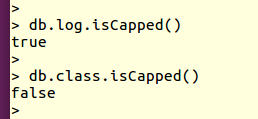 >
> db.log.isCapped()
true
>
> db.class.isCapped()
false
>